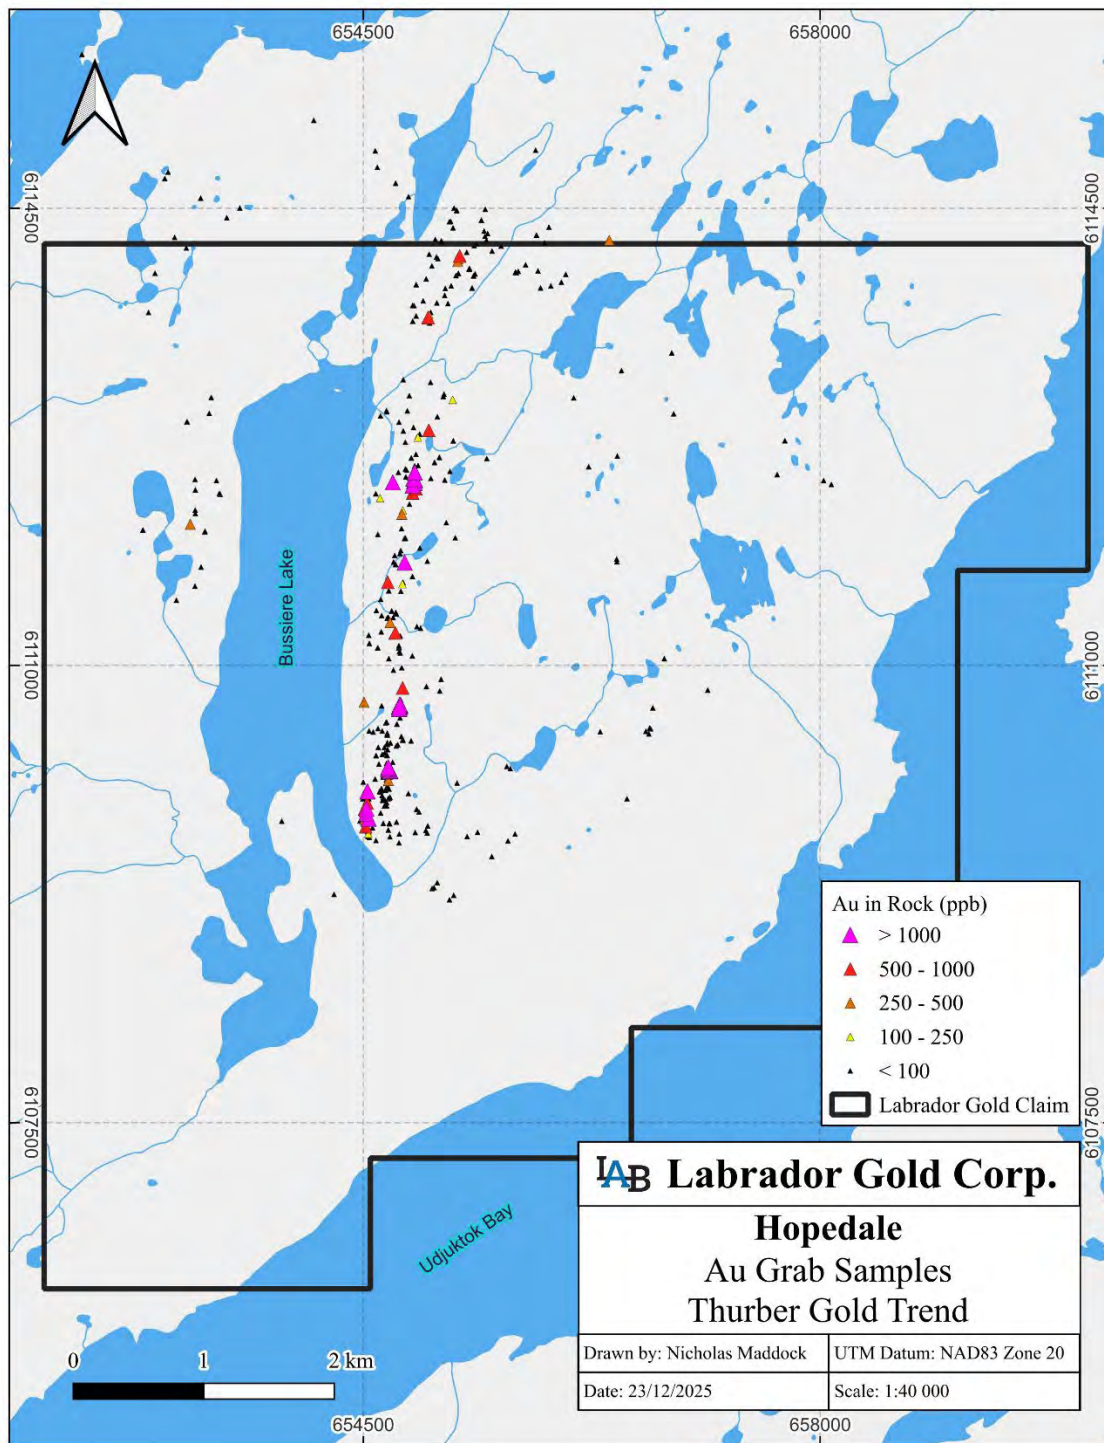 654500
658000
6114500
6114500
Bussiere Lake
6111000
6111000
Au in Rock (ppb)
> 1000
500 - 1000
250 - 500
100 - 250
< 100
Labrador Gold Claim
6107500
6107500
LAB Labrador Gold Corp.
Hopedale
Au Grab Samples
Thurber Gold Trend
Udjuktok Bay
Drawn by: Nicholas Maddock
UTM Datum: NAD83 Zone 20
Date: 23/12/2025
Scale: 1:40 000
0 1 2 km
654500
658000